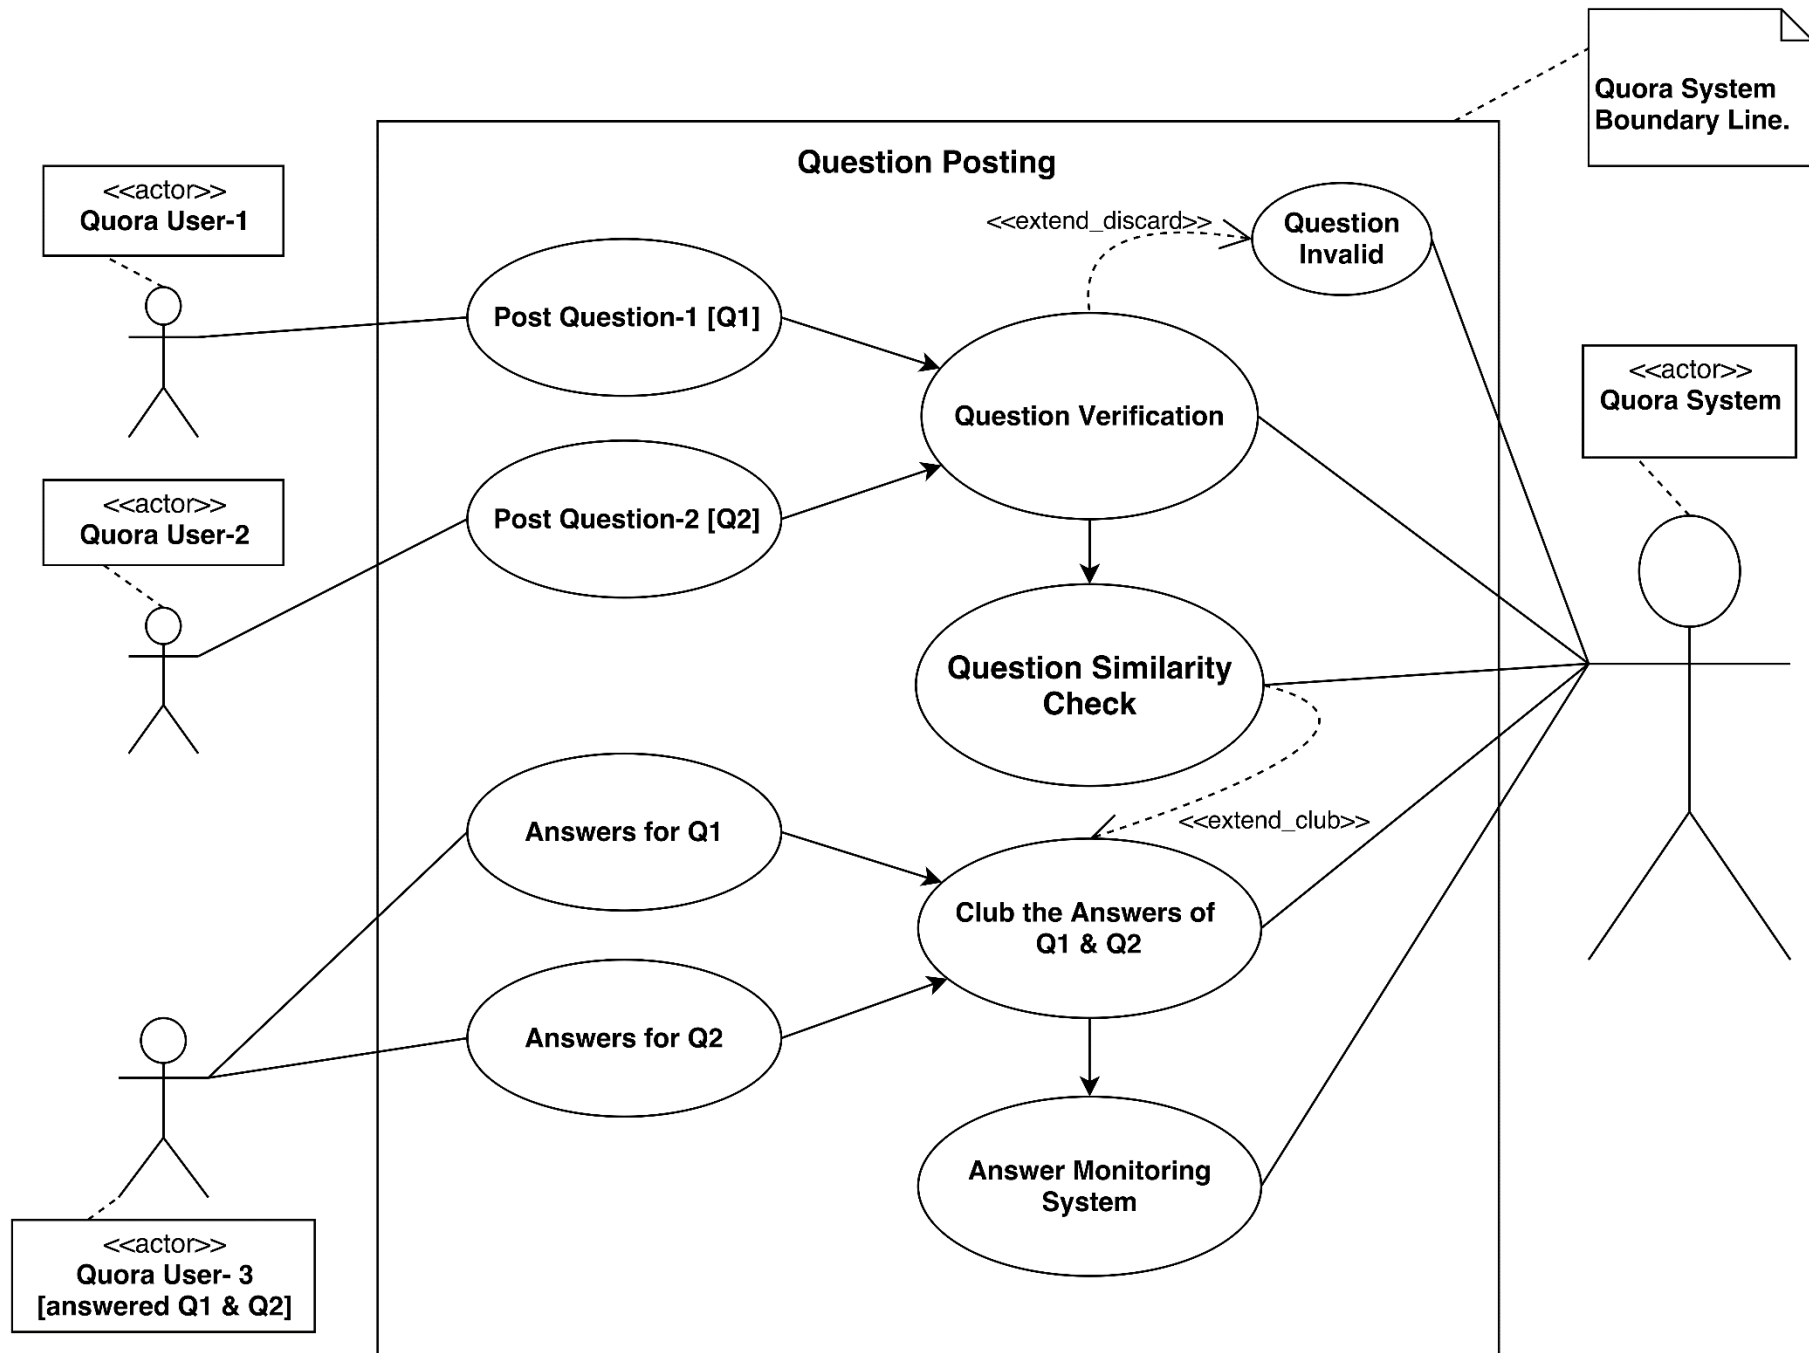 Quora System
Boundary Line.
Question Posting
<<actor>>
Quora User-1
<<extend_discard>>
Question
Invalid
Post Question-1 [Q1]
Question Verification
<<actor>>
Quora System
<<actor>>
Quora User-2
Post Question-2 [Q2]
Question Similarity
Check
<<extend_club>>
Answers for Q1
Club the Answers of
Q1 & Q2
Answers for Q2
Answer Monitoring
System
<<actor>>
Quora User- 3
[answered Q1 & Q2]